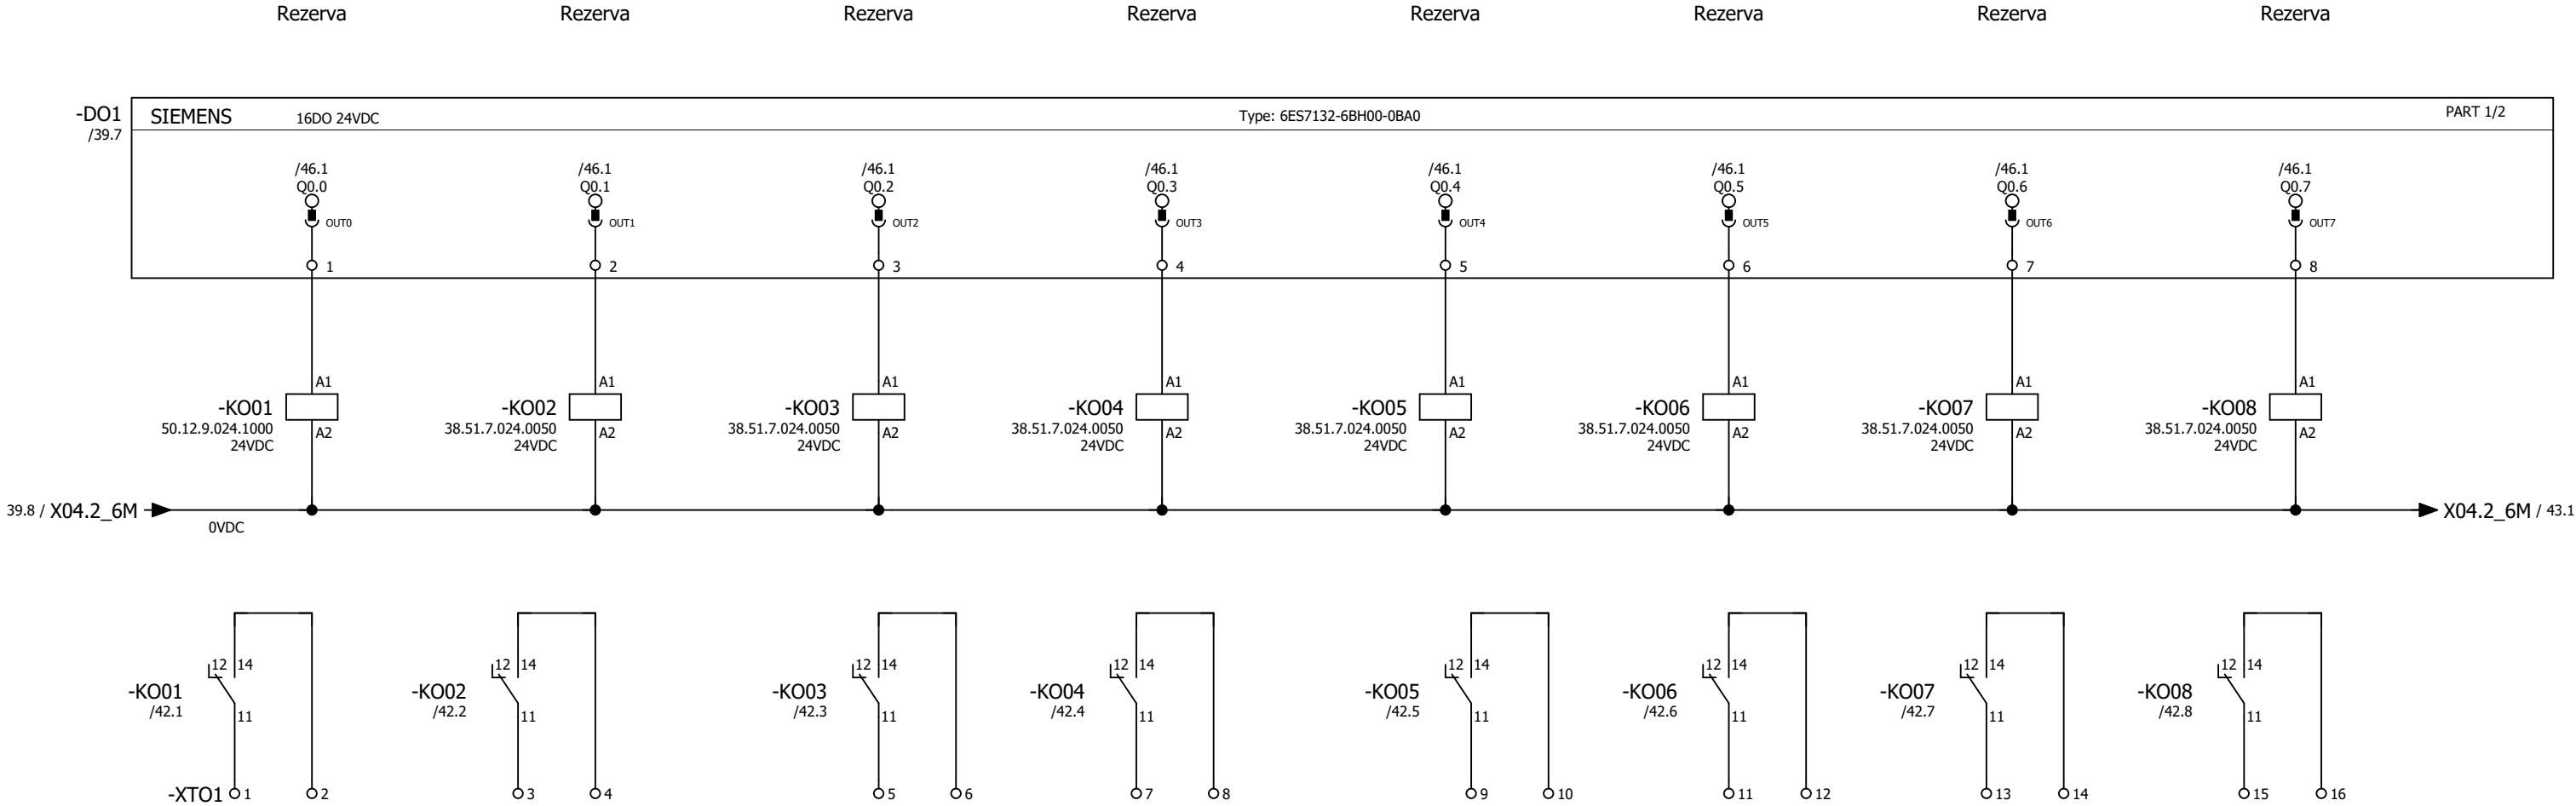 Rezerva Rezerva Rezerva Rezerva Rezerva Rezerva Rezerva Rezerva
-DO1 SIEMENS 16DO 24VDC Type: 6ES7132-6BH00-0BA0 PART 1/2
/39.7
/46.1 /46.1 /46.1 /46.1 /46.1 /46.1 /46.1 /46.1
Q0.0 Q0.1 Q0.2 Q0.3 Q0.4 Q0.5 Q0.6 Q0.7
OUT0 OUT1 OUT2 OUT3 OUT4 OUT5 OUT6 OUT7
1 2 3 4 5 6 7 8
A1 A1 A1 A1 A1 A1 A1 A1
-KO01 -KO02 -KO03 -KO04 -KO05 -KO06 -KO07 -KO08
50.12.9.024.1000 38.51.7.024.0050 38.51.7.024.0050 38.51.7.024.0050 38.51.7.024.0050 38.51.7.024.0050 38.51.7.024.0050 38.51.7.024.0050
A2 A2 A2 A2 A2 A2 A2 A2
24VDC 24VDC 24VDC 24VDC 24VDC 24VDC 24VDC 24VDC
39.8 / X04.2_6M X04.2_6M / 43.1
0VDC
12 14 12 14 12 14 12 14 12 14 12 14 12 14 12 14
-KO01 -KO02 -KO03 -KO04 -KO05 -KO06 -KO07 -KO08
/42.1 /42.2 /42.3 /42.4 /42.5 /42.6 /42.7 /42.8
11 11 11 11 11 11 11 11
-XTO1 1 2 3 4 5 6 7 8 9 10 11 12 13 14 15 16